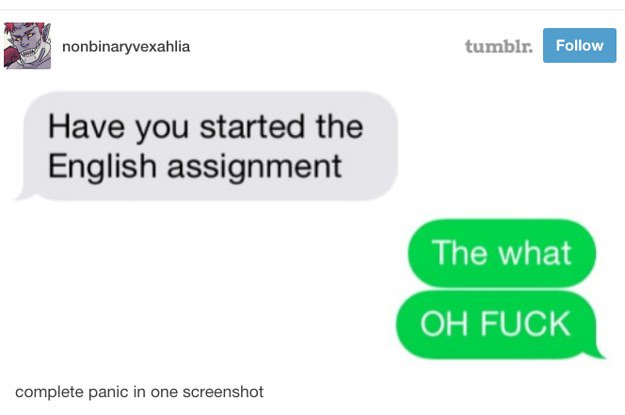 nonbinaryvexahlia
tumblr.
Follow
Have you started the
English assignment
The what
OH FUCK
complete panic in one screenshot